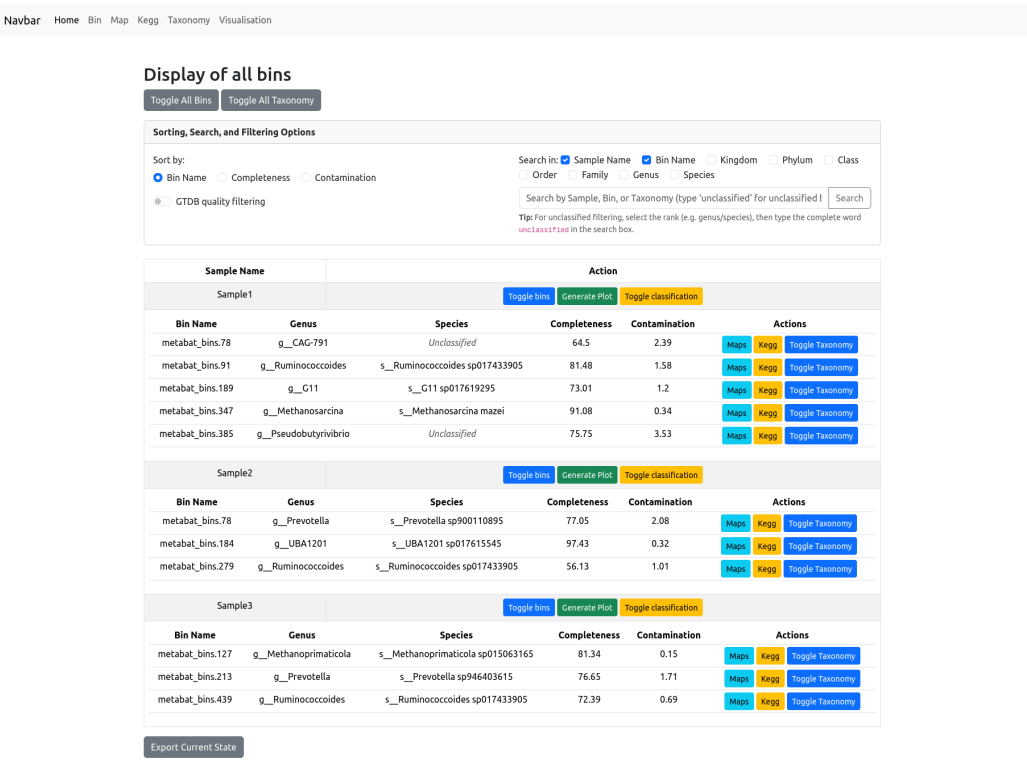 Navbar Home Bin Map Kegg Taxonomy Visualisation
Display of all bins
Toggle All Bins Toggle All Taxonomy
Sorting, Search, and Filtering Options
Sort by:
Bin Name Completeness Contamination
GTDB quality filtering
Search in: Sample Name Bin Name Kingdom Phylum Class
Order Family Genus Species
Search by Sample, Bin, or Taxonomy (type 'unclassified' for unclassified Search
Tip: For unclassified filtering, select the rank (e.g. genus/species), then type the complete word
unclassified in the search box.
Sample Name Action
Sample1 Toggle bins Generate Plot Toggle classification
Bin Name Genus Species Completeness Contamination Actions
metabat_bins.78 g__CAG-791 Unclassified 64.5 2.39 Maps Kegg Toggle Taxonomy
metabat_bins.91 g__Ruminococcoides s__Ruminococcoides sp017433905 81.48 1.58 Maps Kegg Toggle Taxonomy
metabat_bins.189 g__G11 s__G11 sp017619295 73.01 1.2 Maps Kegg Toggle Taxonomy
metabat_bins.347 g__Methanosarcina s__Methanosarcina mazei 91.08 0.34 Maps Kegg Toggle Taxonomy
metabat_bins.385 g__Pseudobutyrivibrio Unclassified 75.75 3.53 Maps Kegg Toggle Taxonomy
Sample2 Toggle bins Generate Plot Toggle classification
Bin Name Genus Species Completeness Contamination Actions
metabat_bins.78 g__Prevotella s__Prevotella sp900110895 77.05 2.08 Maps Kegg Toggle Taxonomy
metabat_bins.184 g__UBA1201 s__UBA1201 sp017615545 97.43 0.32 Maps Kegg Toggle Taxonomy
metabat_bins.279 g__Ruminococcoides s__Ruminococcoides sp017433905 56.13 1.01 Maps Kegg Toggle Taxonomy
Sample3 Toggle bins Generate Plot Toggle classification
Bin Name Genus Species Completeness Contamination Actions
metabat_bins.127 g__Methanoprimaticola s__Methanoprimaticola sp015063165 81.34 0.15 Maps Kegg Toggle Taxonomy
metabat_bins.213 g__Prevotella s__Prevotella sp946403615 76.65 1.71 Maps Kegg Toggle Taxonomy
metabat_bins.439 g__Ruminococcoides s__Ruminococcoides sp017433905 72.39 0.69 Maps Kegg Toggle Taxonomy
Export Current State